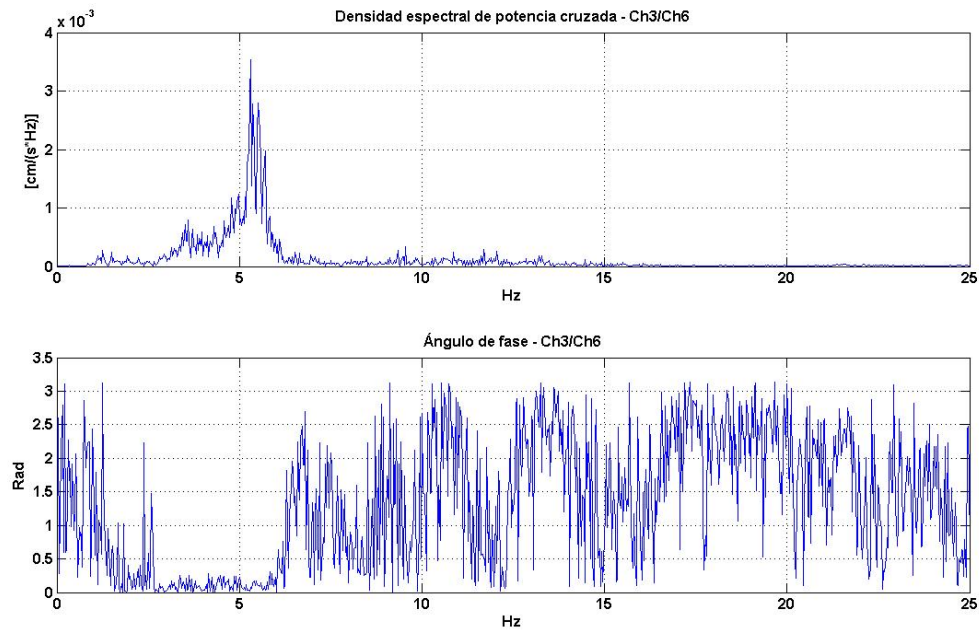 Densidad espectral de potencia cruzada - Ch3/Ch6
x 10⁻³
4
3
2
1
0
[cm/(s*Hz)]
0 5 10 15 20 25
Hz
Ángulo de fase - Ch3/Ch6
3.5
3
2.5
2
1.5
1
0.5
0
Rad
0 5 10 15 20 25
Hz